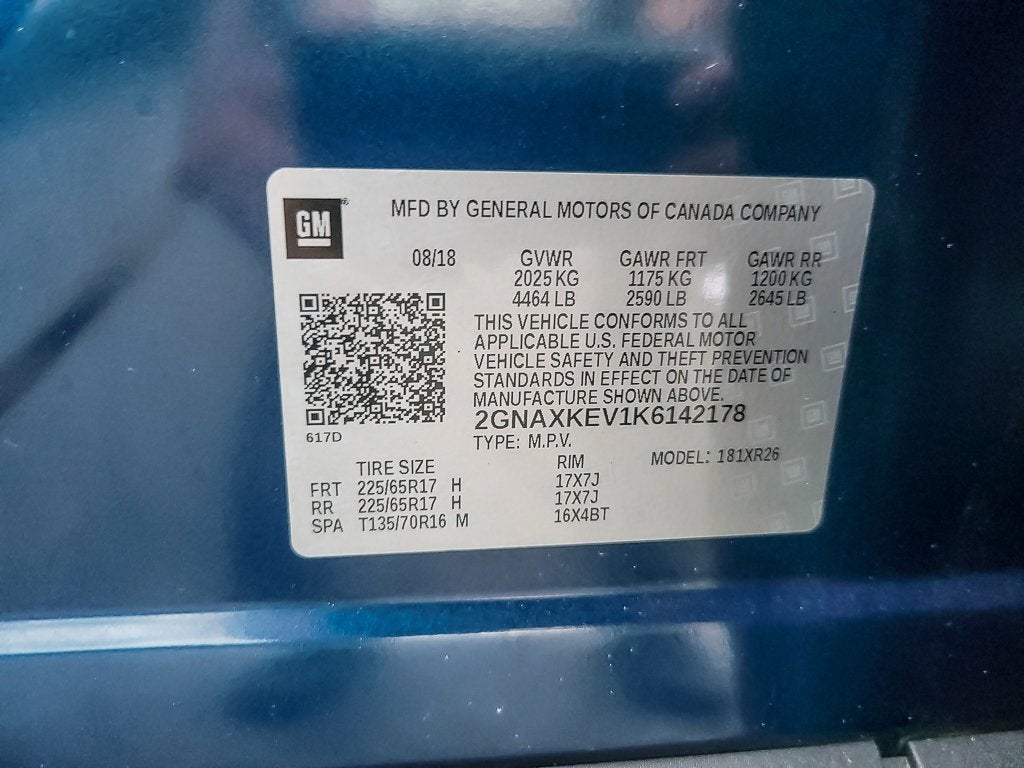 GM®
MFD BY GENERAL MOTORS OF CANADA COMPANY
08/18 GVWR GAWR FRT GAWR RR
2025 KG 1175 KG 1200 KG
4464 LB 2590 LB 2645 LB
THIS VEHICLE CONFORMS TO ALL
APPLICABLE U.S. FEDERAL MOTOR
VEHICLE SAFETY AND THEFT PREVENTION
STANDARDS IN EFFECT ON THE DATE OF
MANUFACTURE SHOWN ABOVE.
2GNAXKEV1K6142178
617D
TYPE: M.P.V.
MODEL: 181XR26
TIRE SIZE RIM
FRT 225/65R17 H 17X7J
RR 225/65R17 H 17X7J
SPA T135/70R16 M 16X4BT